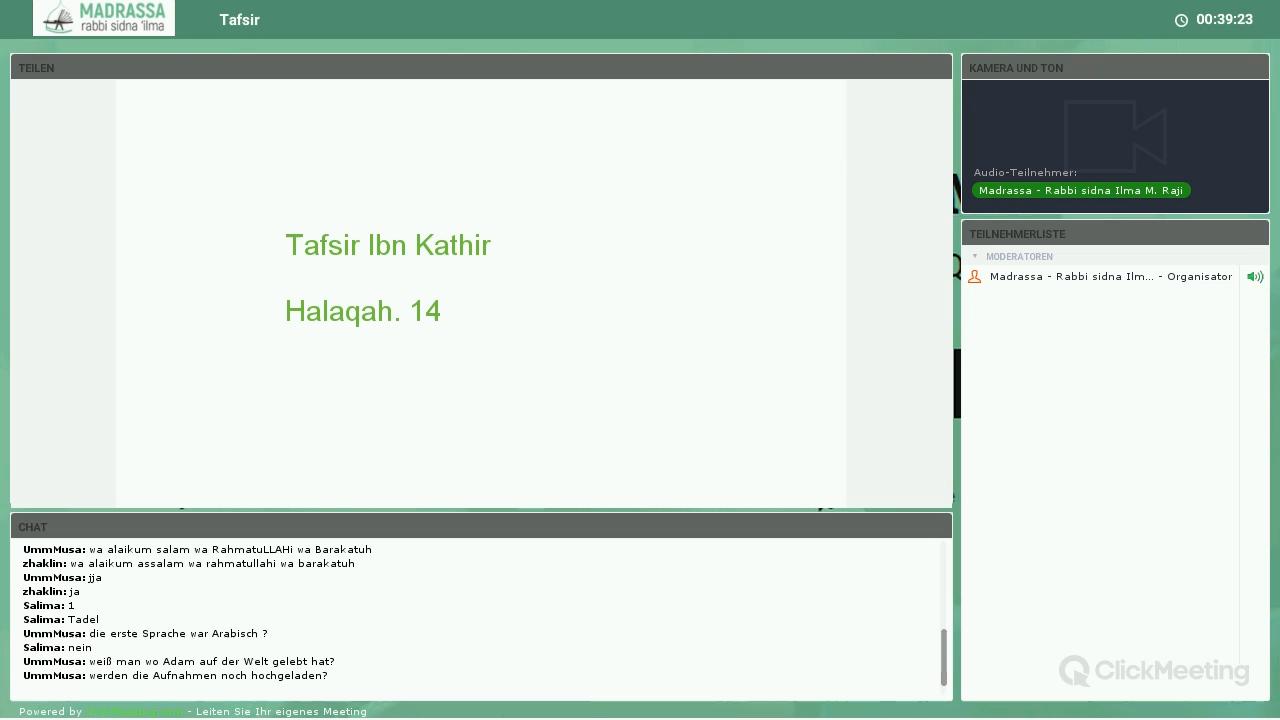 MADRASSA
rabbi sidna 'ilma
Tafsir
00:39:23
TEILEN
Tafsir Ibn Kathir
Halaqah. 14
KAMERA UND TON
Audio-Teilnehmer:
Madrassa - Rabbi sidna Ilma M. Raji
TEILNEHMERLISTE
MODERATOREN
Madrassa - Rabbi sidna Ilm... - Organisator
ClickMeeting
CHAT
UmmMusa: wa alaikum salam wa RahmatuLLAHi wa Barakatuh
zhaklin: wa alaikum assalam wa rahmatullahi wa barakatuh
UmmMusa: jja
zhaklin: ja
Salima: 1
Salima: Tadel
UmmMusa: die erste Sprache war Arabisch ?
Salima: nein
UmmMusa: weiß man wo Adam auf der Welt gelebt hat?
UmmMusa: werden die Aufnahmen noch hochgeladen?
Powered by ClickMeeting.com - Leiten Sie Ihr eigenes Meeting